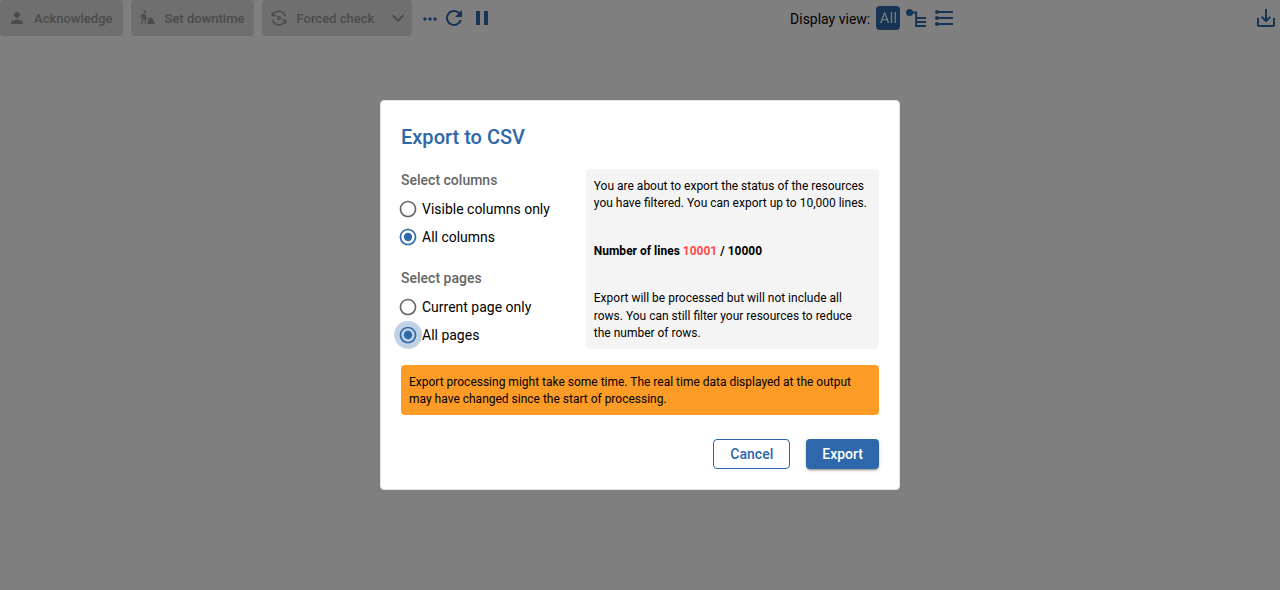 Acknowledge
Set downtime
Forced check
Display view:
All
Export to CSV
Select columns
Visible columns only
All columns
Select pages
Current page only
All pages
You are about to export the status of the resources
you have filtered. You can export up to 10,000 lines.
Number of lines 10001 / 10000
Export will be processed but will not include all
rows. You can still filter your resources to reduce
the number of rows.
Export processing might take some time. The real time data displayed at the output
may have changed since the start of processing.
Cancel
Export